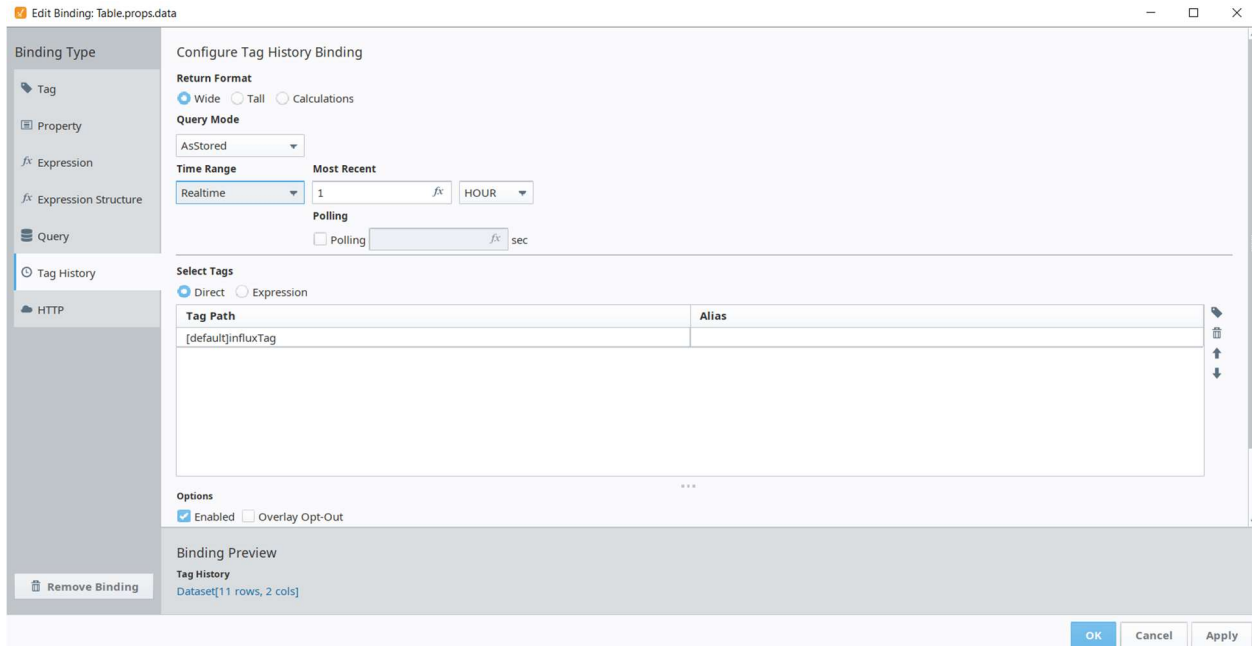 Edit Binding: Table.props.data
Binding Type
Tag
Property
fx Expression
fx Expression Structure
Query
Tag History
HTTP
Remove Binding
Configure Tag History Binding
Return Format
Wide Tall Calculations
Query Mode
AsStored
Time Range Most Recent
Realtime 1 fx HOUR
Polling
Polling fx sec
Select Tags
Direct Expression
Tag Path Alias
[default]influxTag
Options
Enabled Overlay Opt-Out
Binding Preview
Tag History
Dataset[11 rows, 2 cols]
OK Cancel Apply